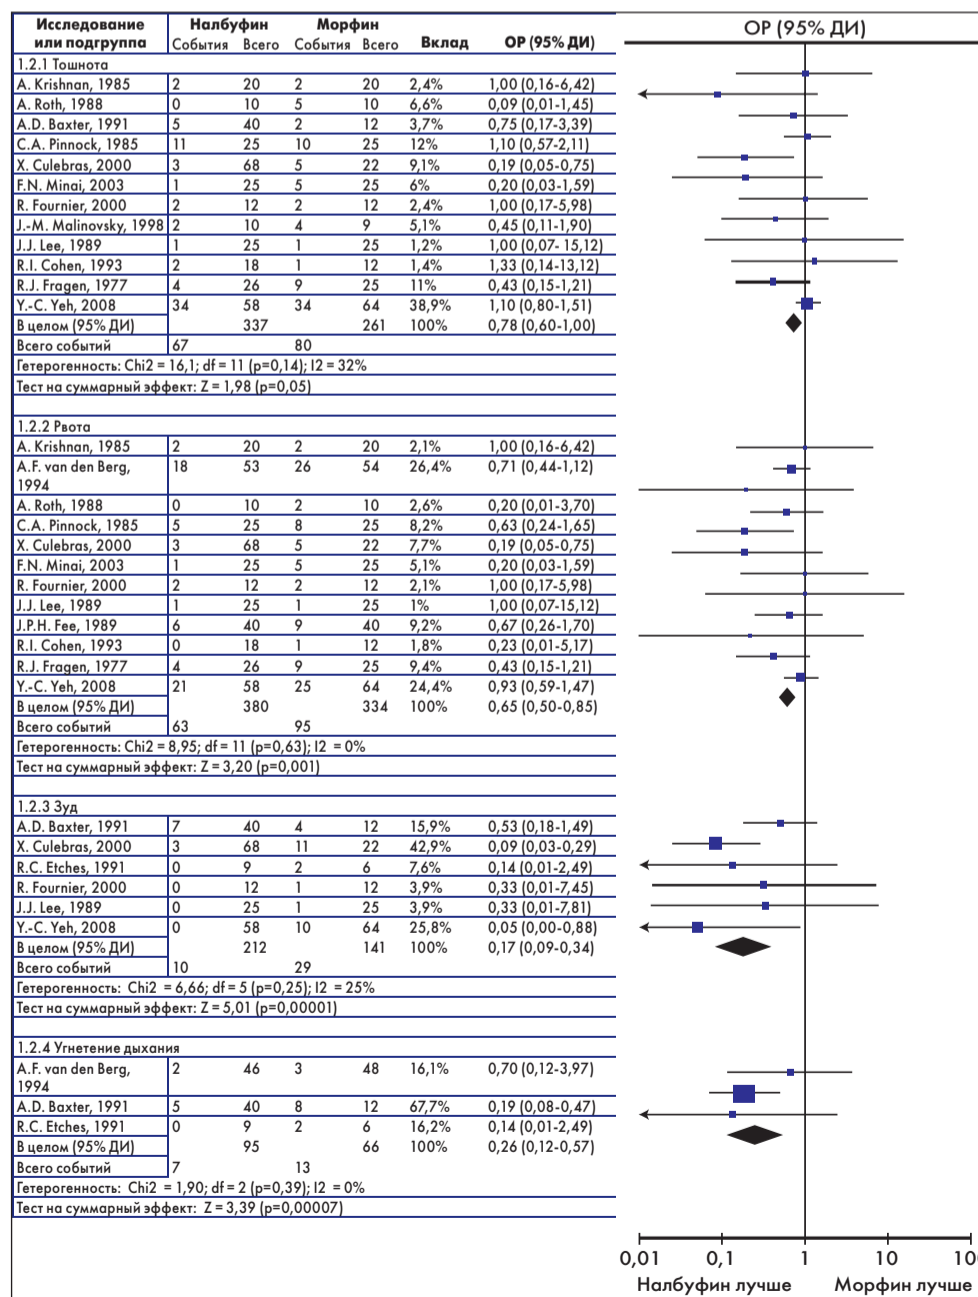 Исследование Налбуфин Морфин ОР (95% ДИ)
или подгруппа События Всего События Всего Вклад ОР (95% ДИ)
1.2.1 Тошнота
A. Krishnan, 1985 2 20 2 20 2,4% 1,00 (0,16-6,42)
A. Roth, 1988 0 10 5 10 6,6% 0,09 (0,01-1,45)
A.D. Baxter, 1991 5 40 2 12 3,7% 0,75 (0,17-3,39)
C.A. Pinnock, 1985 11 25 10 25 12% 1,10 (0,57-2,11)
X. Culebras, 2000 3 68 5 22 9,1% 0,19 (0,05-0,75)
F.N. Minai, 2003 1 25 5 25 6% 0,20 (0,03-1,59)
R. Fournier, 2000 2 12 2 12 2,4% 1,00 (0,17-5,98)
J.-M. Malinovsky, 1998 2 10 4 9 5,1% 0,45 (0,11-1,90)
J.J. Lee, 1989 1 25 1 25 1,2% 1,00 (0,07- 15,12)
R.I. Cohen, 1993 2 18 1 12 1,4% 1,33 (0,14-13,12)
R.J. Fragen, 1977 4 26 9 25 11% 0,43 (0,15-1,21)
Y.-C. Yeh, 2008 34 58 34 64 38,9% 1,10 (0,80-1,51)
В целом (95% ДИ) 337 261 100% 0,78 (0,60-1,00)
Всего событий 67 80
Гетерогенность: Chi2 = 16,1; df = 11 (p=0,14); I2 = 32%
Тест на суммарный эффект: Z = 1,98 (p=0,05)
1.2.2 Рвота
A. Krishnan, 1985 2 20 2 20 2,1% 1,00 (0,16-6,42)
A.F. van den Berg, 18 53 26 54 26,4% 0,71 (0,44-1,12)
1994
A. Roth, 1988 0 10 2 10 2,6% 0,20 (0,01-3,70)
C.A. Pinnock, 1985 5 25 8 25 8,2% 0,63 (0,24-1,65)
X. Culebras, 2000 3 68 5 22 7,7% 0,19 (0,05-0,75)
F.N. Minai, 2003 1 25 5 25 5,1% 0,20 (0,03-1,59)
R. Fournier, 2000 2 12 2 12 2,1% 1,00 (0,17-5,98)
J.J. Lee, 1989 1 25 1 25 1% 1,00 (0,07-15,12)
J.P.H. Fee, 1989 6 40 9 40 9,2% 0,67 (0,26-1,70)
R.I. Cohen, 1993 0 18 1 12 1,8% 0,23 (0,01-5,17)
R.J. Fragen, 1977 4 26 9 25 9,4% 0,43 (0,15-1,21)
Y.-C. Yeh, 2008 21 58 25 64 24,4% 0,93 (0,59-1,47)
В целом (95% ДИ) 380 334 100% 0,65 (0,50-0,85)
Всего событий 63 95
Гетерогенность: Chi2 = 8,95; df = 11 (p=0,63); I2 = 0%
Тест на суммарный эффект: Z = 3,20 (p=0,001)
1.2.3 Зуд
A.D. Baxter, 1991 7 40 4 12 15,9% 0,53 (0,18-1,49)
X. Culebras, 2000 3 68 11 22 42,9% 0,09 (0,03-0,29)
R.C. Etches, 1991 0 9 2 6 7,6% 0,14 (0,01-2,49)
R. Fournier, 2000 0 12 1 12 3,9% 0,33 (0,01-7,45)
J.J. Lee, 1989 0 25 1 25 3,9% 0,33 (0,01-7,81)
Y.-C. Yeh, 2008 0 58 10 64 25,8% 0,05 (0,00-0,88)
В целом (95% ДИ) 212 141 100% 0,17 (0,09-0,34)
Всего событий 10 29
Гетерогенность: Chi2 = 6,66; df = 5 (p=0,25); I2 = 25%
Тест на суммарный эффект: Z = 5,01 (p=0,00001)
1.2.4 Угнетение дыхания
A.F. van den Berg, 2 46 3 48 16,1% 0,70 (0,12-3,97)
1994
A.D. Baxter, 1991 5 40 8 12 67,7% 0,19 (0,08-0,47)
R.C. Etches, 1991 0 9 2 6 16,2% 0,14 (0,01-2,49)
В целом (95% ДИ) 95 66 100% 0,26 (0,12-0,57)
Всего событий 7 13
Гетерогенность: Chi2 = 1,90; df = 2 (p=0,39); I2 = 0%
Тест на суммарный эффект: Z = 3,39 (p=0,00007)
0,01 0,1 1 10 100
Налбуфин лучше Морфин лучше